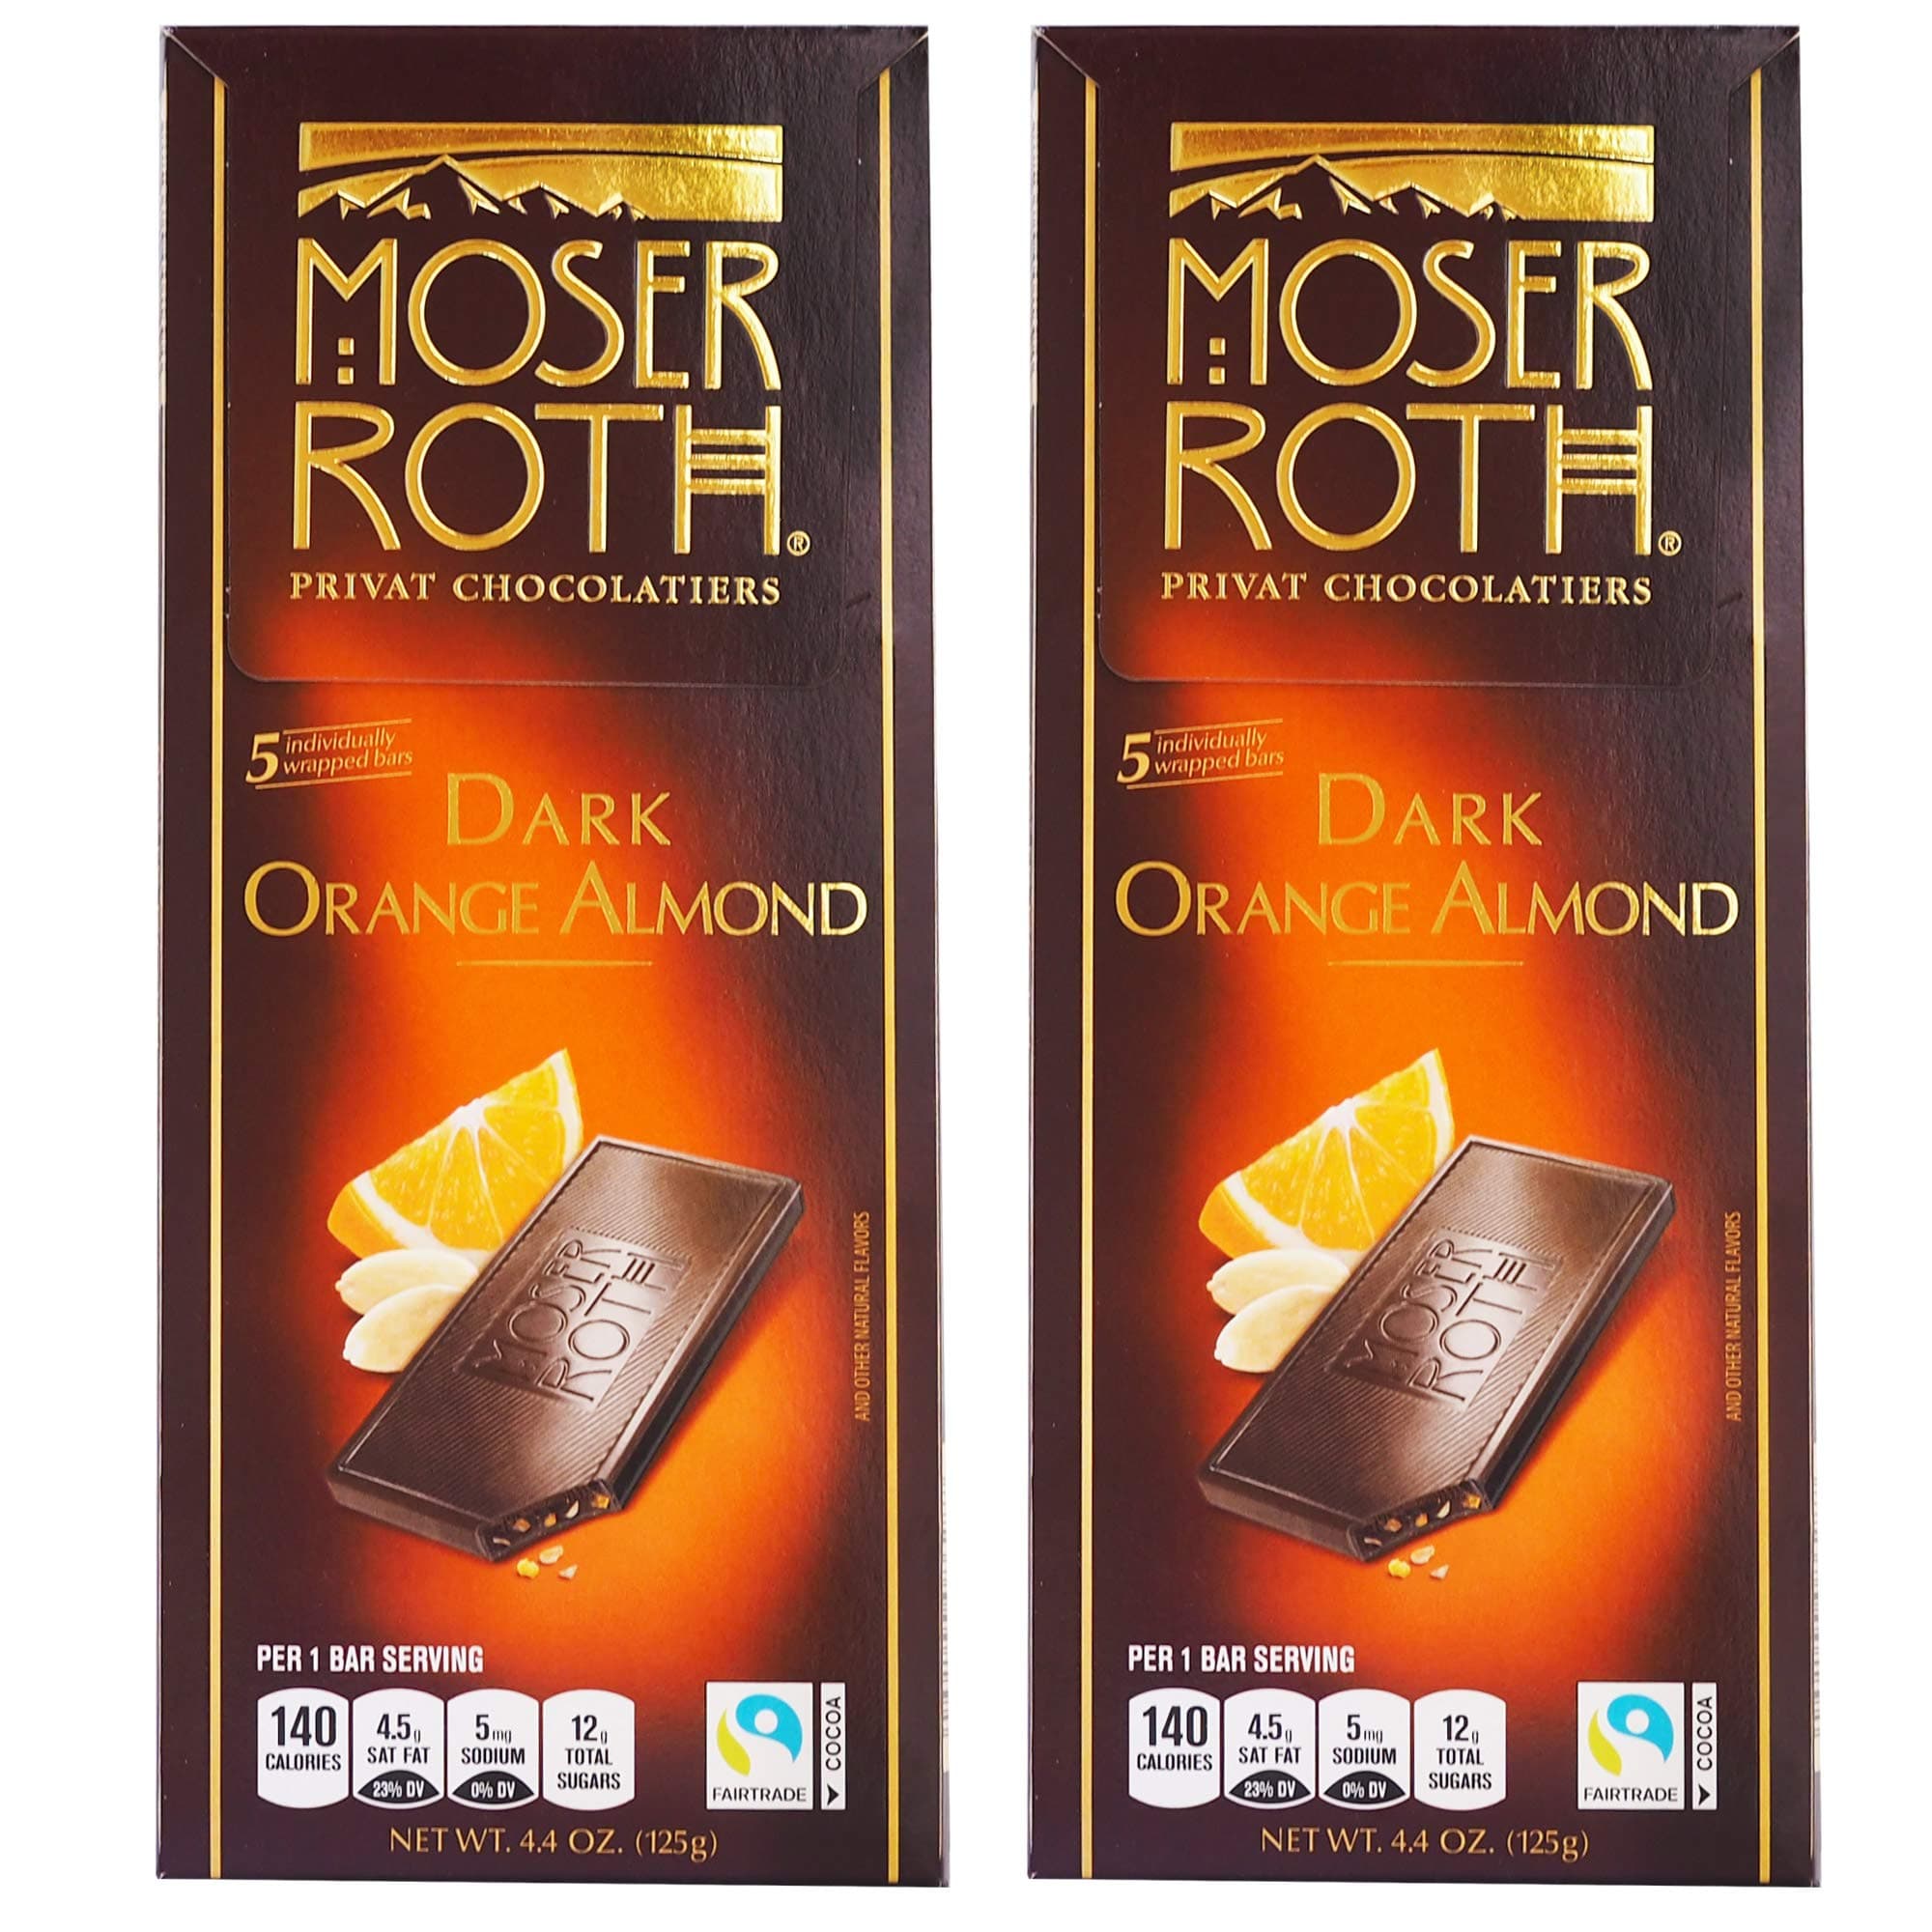 MOSER
ROTH®
PRIVAT CHOCOLATIERS
5 individually
wrapped bars
DARK
ORANGE ALMOND
AND OTHER NATURAL FLAVORS
MOSER
ROTH
PER 1 BAR SERVING
140
CALORIES
4.5g
SAT FAT
23% DV
5mg
SODIUM
0% DV
12g
TOTAL
SUGARS
FAIRTRADE
COCOA
NET WT. 4.4 OZ. (125g)
MOSER
ROTH®
PRIVAT CHOCOLATIERS
5 individually
wrapped bars
DARK
ORANGE ALMOND
AND OTHER NATURAL FLAVORS
MOSER
ROTH
PER 1 BAR SERVING
140
CALORIES
4.5g
SAT FAT
23% DV
5mg
SODIUM
0% DV
12g
TOTAL
SUGARS
FAIRTRADE
COCOA
NET WT. 4.4 OZ. (125g)